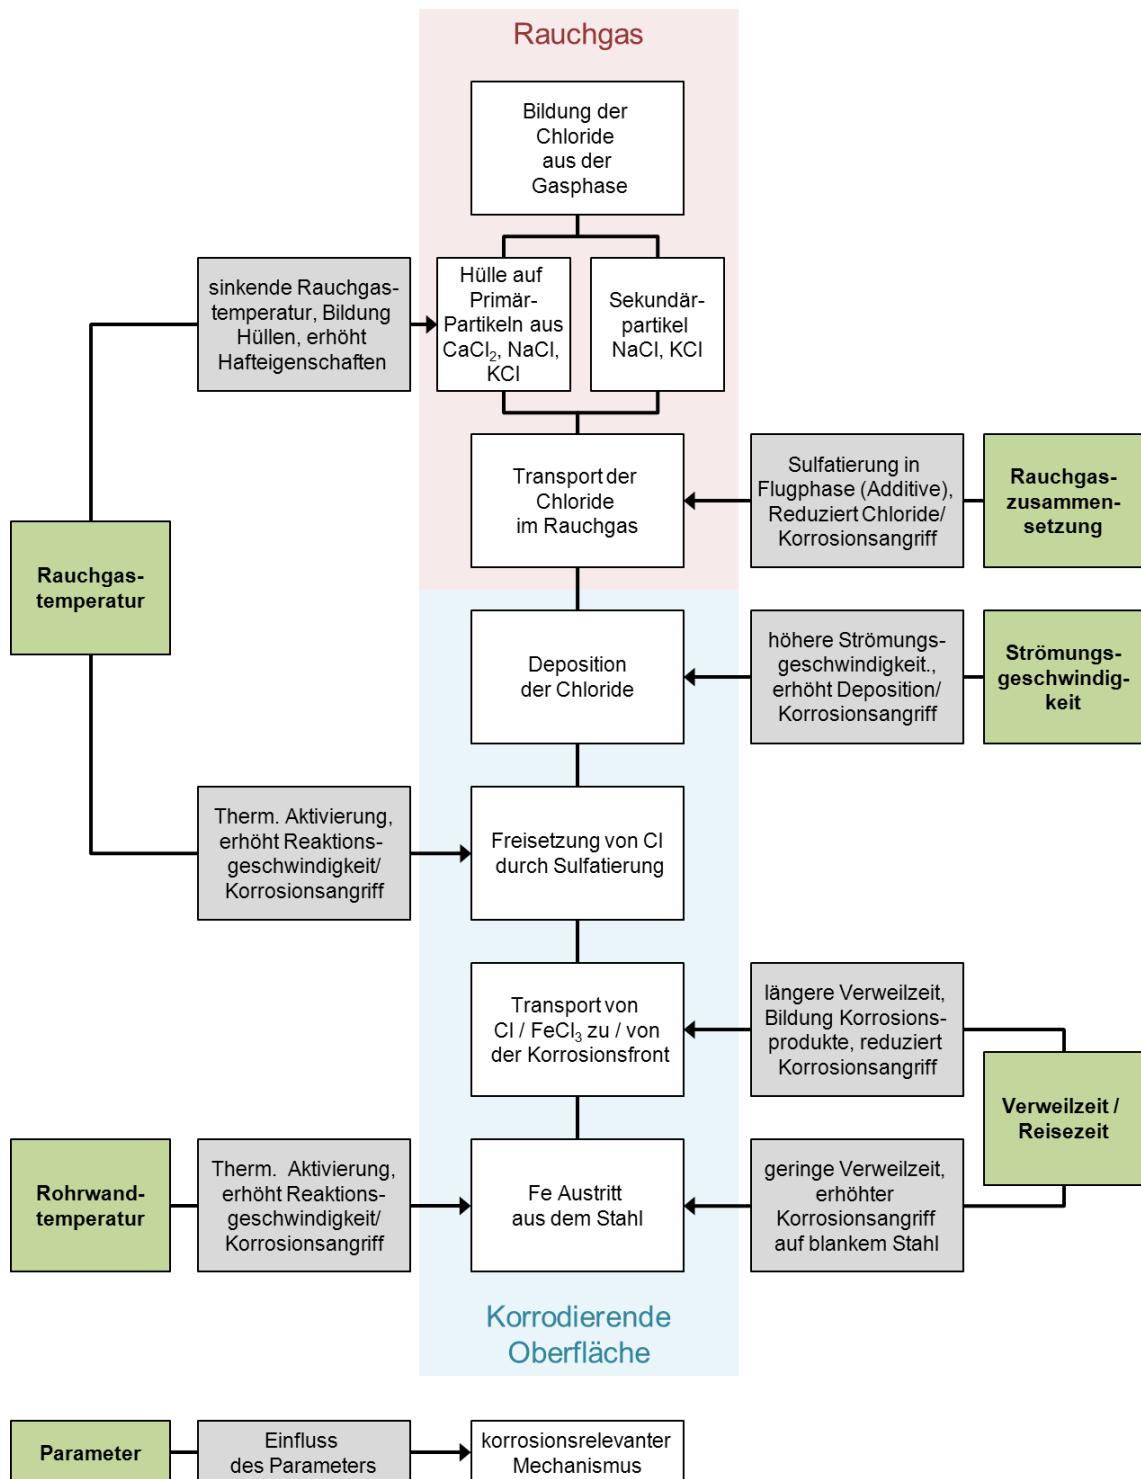 Rauchgas
Bildung der
Chloride
aus der
Gasphase
sinkende Rauchgas-
temperatur, Bildung
Hüllen, erhöht
Hafteigenschaften
Hülle auf
Primär-
Partikeln aus
CaCl₂, NaCl,
KCl
Sekundär-
partikel
NaCl, KCl
Transport der
Chloride
im Rauchgas
Sulfatierung in
Flugphase (Additive),
Reduziert Chloride/
Korrosionsangriff
Rauchgas-
zusammen-
setzung
Rauchgas-
temperatur
Deposition
der Chloride
höhere Strömungs-
geschwindigkeit.,
erhöht Deposition/
Korrosionsangriff
Strömungs-
geschwindig-
keit
Therm. Aktivierung,
erhöht Reaktions-
geschwindigkeit/
Korrosionsangriff
Freisetzung von Cl
durch Sulfatierung
Transport von
Cl / FeCl₃ zu / von
der Korrosionsfront
längere Verweilzeit,
Bildung Korrosions-
produkte, reduziert
Korrosionsangriff
Verweilzeit /
Reisezeit
Rohrwand-
temperatur
Therm. Aktivierung,
erhöht Reaktions-
geschwindigkeit/
Korrosionsangriff
Fe Austritt
aus dem Stahl
geringe Verweilzeit,
erhöhter
Korrosionsangriff
auf blankem Stahl
Korrodierende
Oberfläche
Parameter
Einfluss
des Parameters
korrosionsrelevanter
Mechanismus